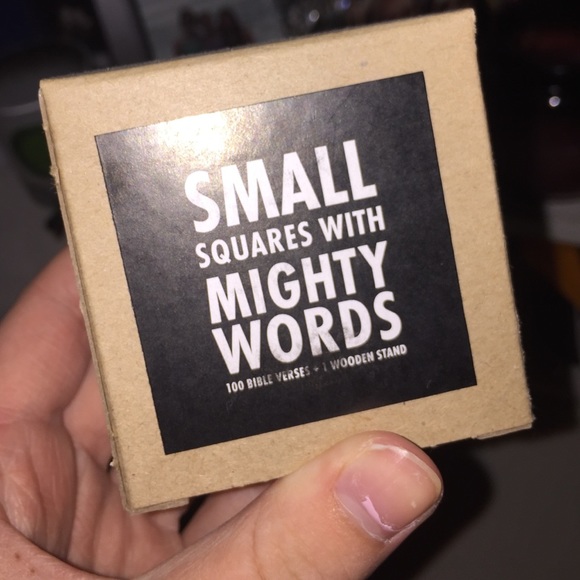 SMALL
SQUARES WITH
MIGHTY
WORDS
100 BIBLE VERSES + 1 WOODEN STAND